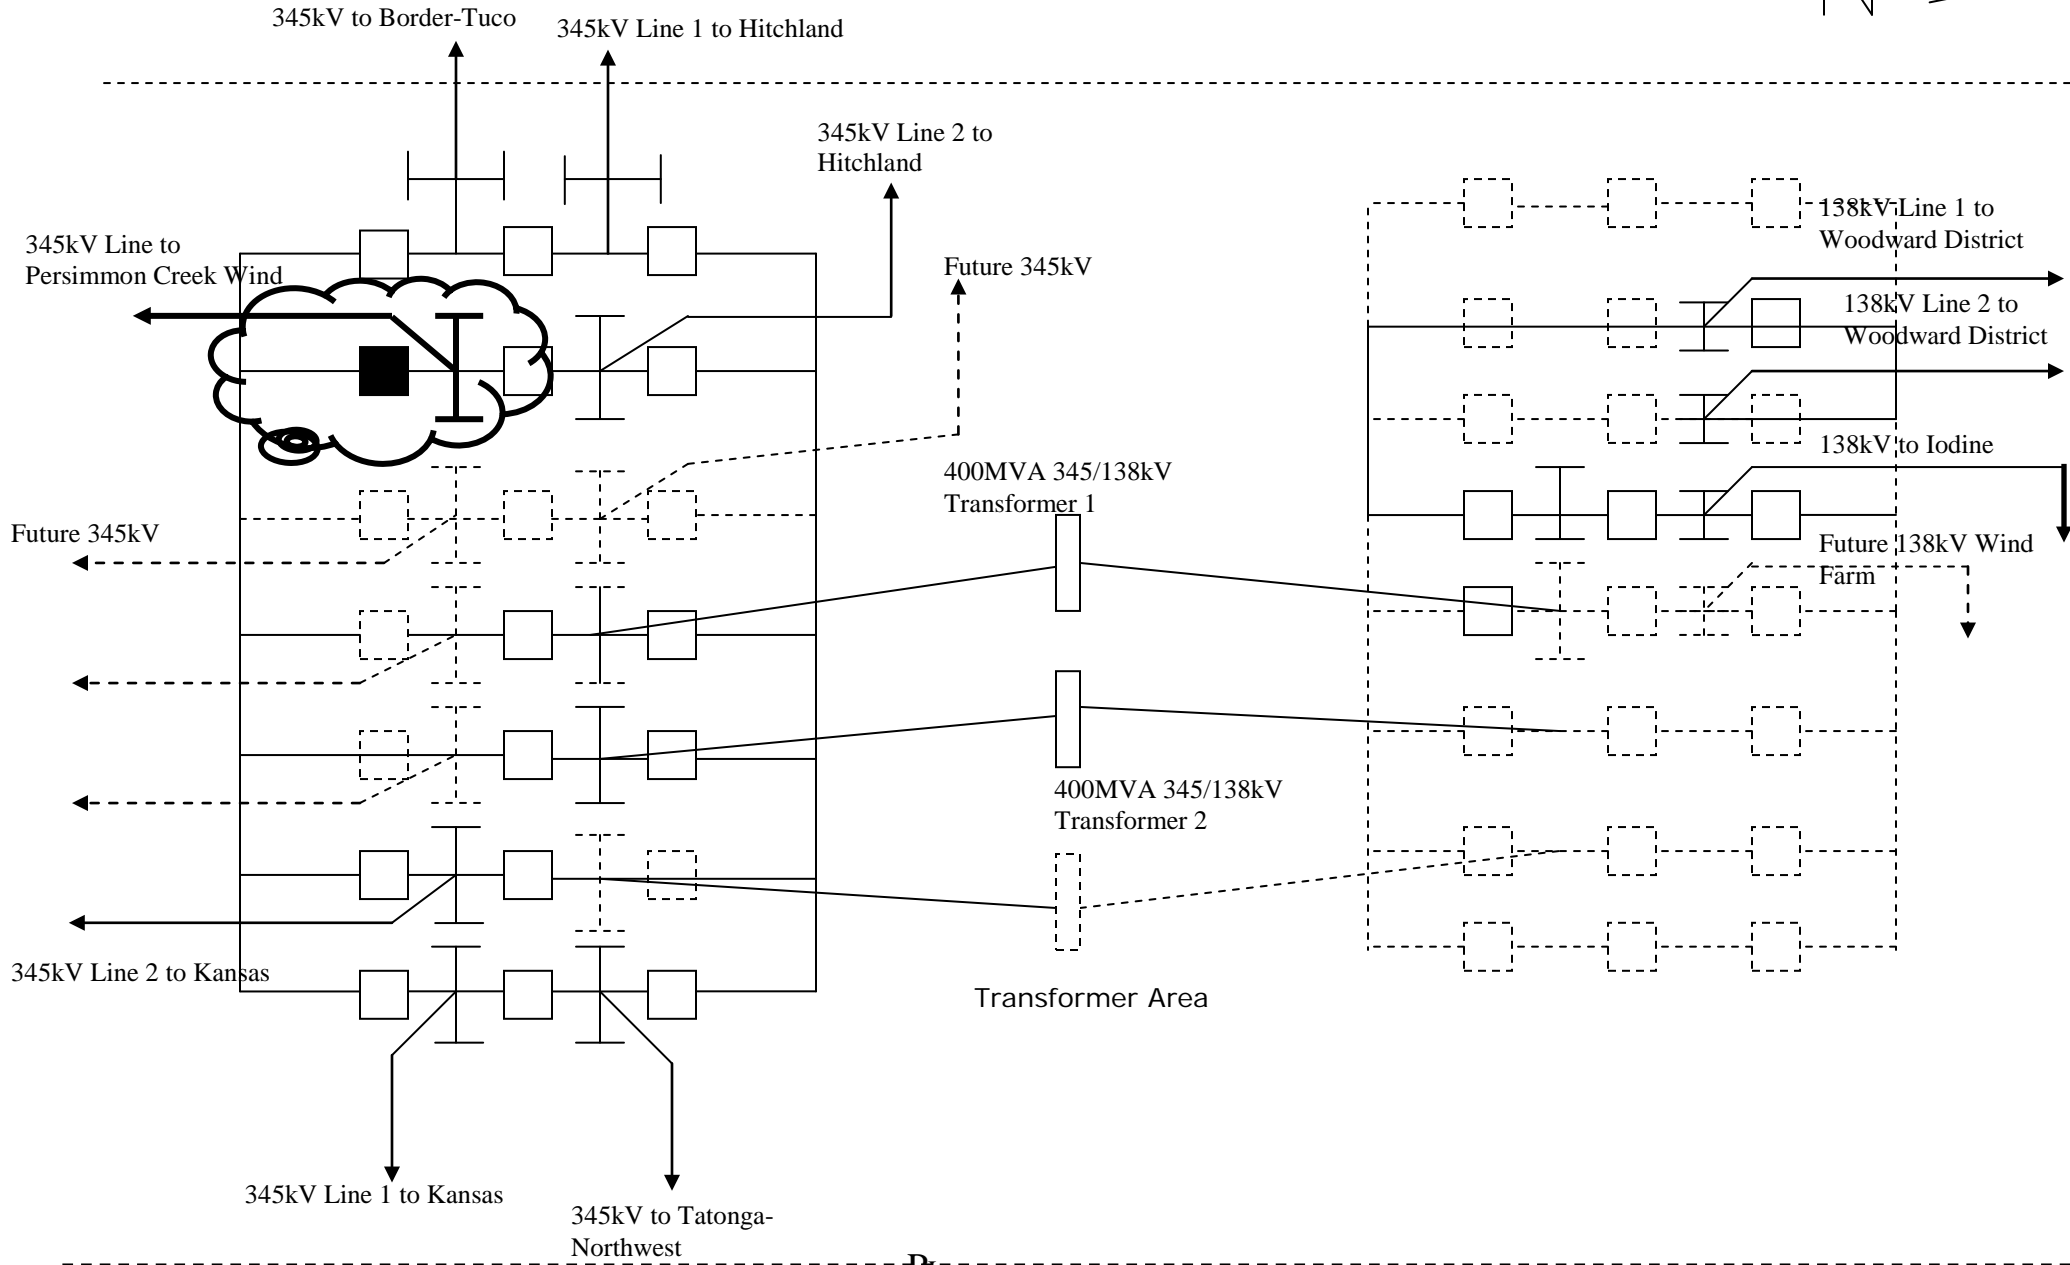 345kV to Border-Tuco
345kV Line 1 to Hitchland
345kV Line 2 to
Hitchland
345kV Line to
Persimmon Creek Wind
Future 345kV
138kV Line 1 to
Woodward District
138kV Line 2 to
Woodward District
138kV to Iodine
400MVA 345/138kV
Transformer 1
Future 345kV
Future 138kV Wind
Farm
400MVA 345/138kV
Transformer 2
345kV Line 2 to Kansas
Transformer Area
345kV Line 1 to Kansas
345kV to Tatonga-
Northwest